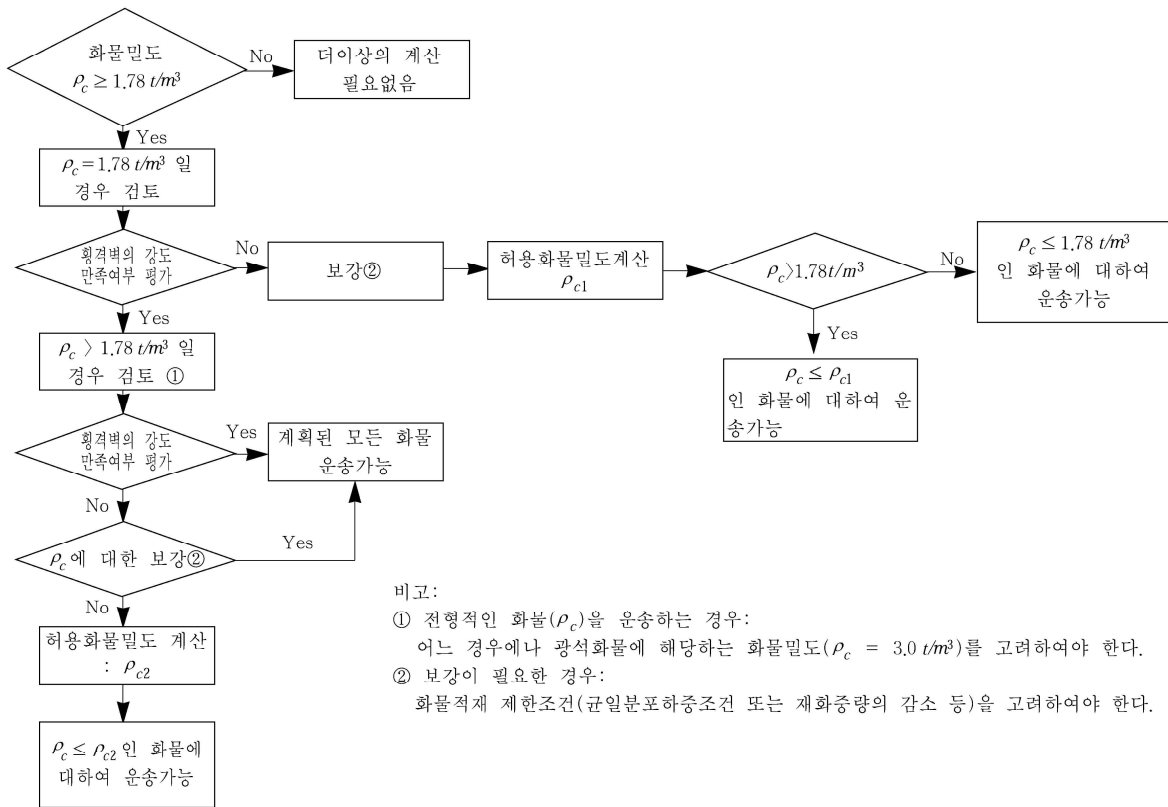 화물밀도
ρc ≥ 1.78 t/m³
No
더이상의 계산
필요없음
Yes
ρc = 1.78 t/m³ 일
경우 검토
횡격벽의 강도
만족여부 평가
No
보강②
허용화물밀도계산
ρc1
ρc〉1.78t/m³
No
ρc ≤ 1.78 t/m³
인 화물에 대하여
운송가능
Yes
ρc ≤ ρc1
인 화물에 대하여 운
송가능
Yes
ρc 〉1.78 t/m³ 일
경우 검토 ①
횡격벽의 강도
만족여부 평가
Yes
계획된 모든 화물
운송가능
No
ρc에 대한 보강②
Yes
No
허용화물밀도 계산
: ρc2
ρc ≤ ρc2인 화물에
대하여 운송가능
비고:
① 전형적인 화물(ρc)을 운송하는 경우:
어느 경우에나 광석화물에 해당하는 화물밀도(ρc = 3.0 t/m³)를 고려하여야 한다.
② 보강이 필요한 경우:
화물적재 제한조건(균일분포하중조건 또는 재화중량의 감소 등)을 고려하여야 한다.